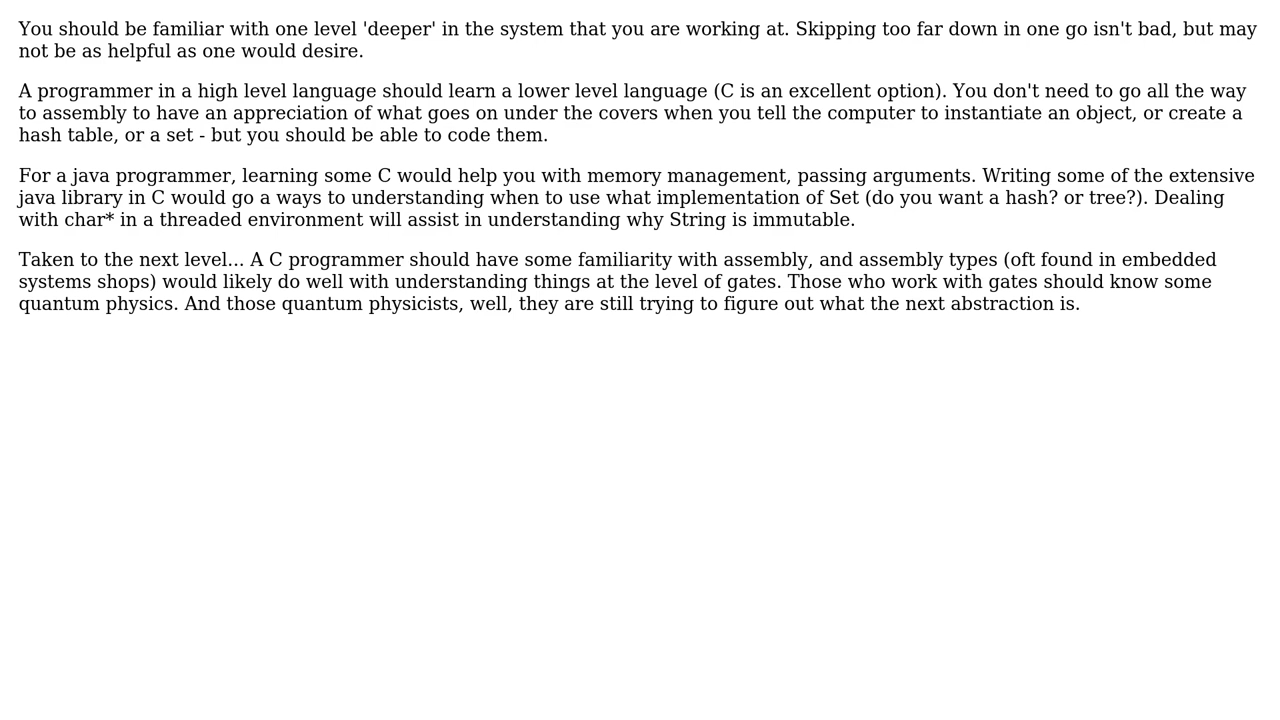 You should be familiar with one level 'deeper' in the system that you are working at. Skipping too far down in one go isn't bad, but may
not be as helpful as one would desire.
A programmer in a high level language should learn a lower level language (C is an excellent option). You don't need to go all the way
to assembly to have an appreciation of what goes on under the covers when you tell the computer to instantiate an object, or create a
hash table, or a set - but you should be able to code them.
For a java programmer, learning some C would help you with memory management, passing arguments. Writing some of the extensive
java library in C would go a ways to understanding when to use what implementation of Set (do you want a hash? or tree?). Dealing
with char* in a threaded environment will assist in understanding why String is immutable.
Taken to the next level... A C programmer should have some familiarity with assembly, and assembly types (oft found in embedded
systems shops) would likely do well with understanding things at the level of gates. Those who work with gates should know some
quantum physics. And those quantum physicists, well, they are still trying to figure out what the next abstraction is.